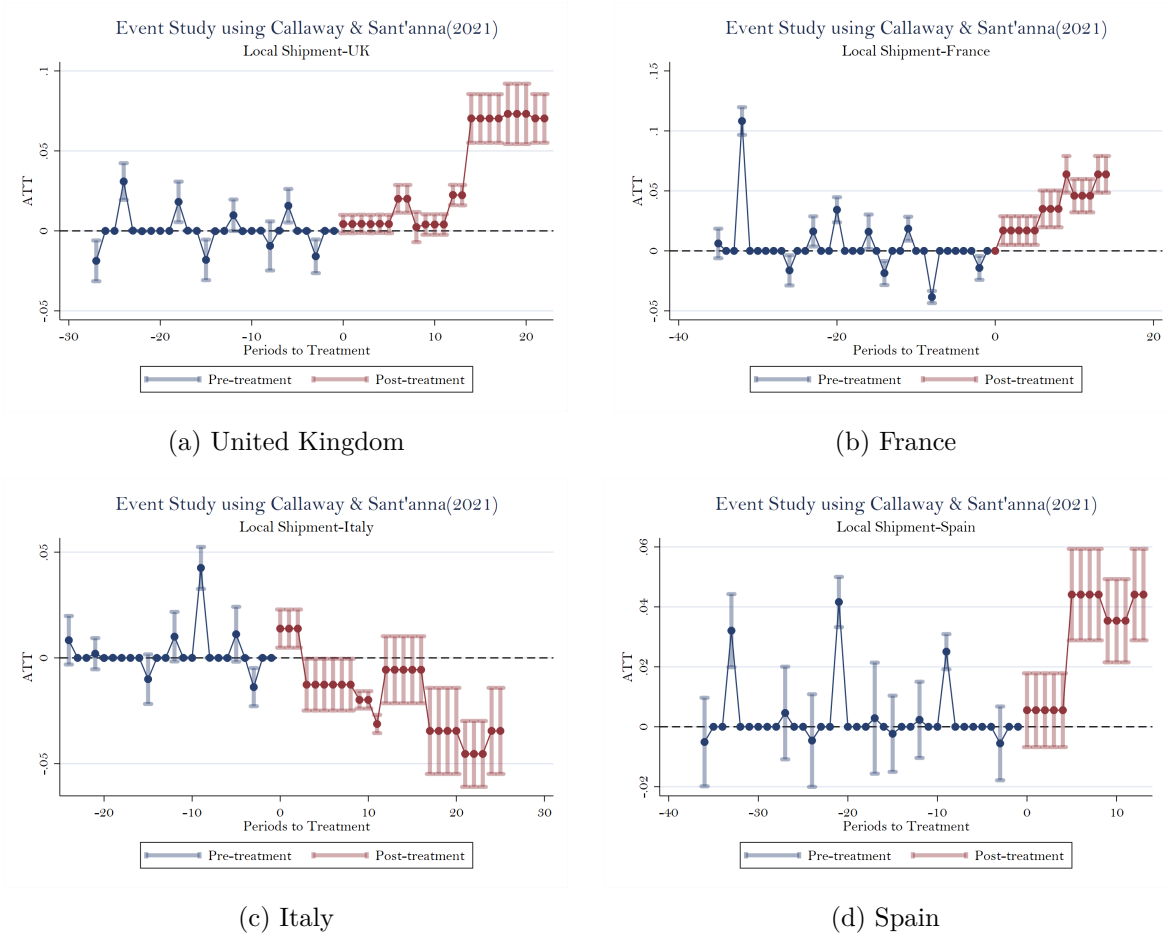 Event Study using Callaway & Sant'anna(2021)
Local Shipment-UK
.1
.05
0
-.05
ATT
-30
-20
-10
0
10
20
Periods to Treatment
Pre-treatment
Post-treatment
(a) United Kingdom
Event Study using Callaway & Sant'anna(2021)
Local Shipment-France
.15
.1
.05
0
-.05
ATT
-40
-20
0
20
Periods to Treatment
Pre-treatment
Post-treatment
(b) France
Event Study using Callaway & Sant'anna(2021)
Local Shipment-Italy
.05
0
-.05
ATT
-20
-10
0
10
20
30
Periods to Treatment
Pre-treatment
Post-treatment
(c) Italy
Event Study using Callaway & Sant'anna(2021)
Local Shipment-Spain
.06
.04
.02
0
-.02
ATT
-40
-30
-20
-10
0
10
Periods to Treatment
Pre-treatment
Post-treatment
(d) Spain